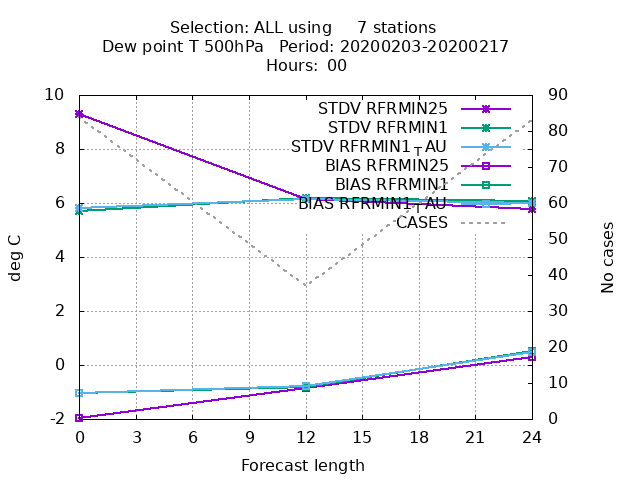 Selection: ALL using 7 stations
Dew point T 500hPa Period: 20200203-20200217
Hours: 00
10
8
6
4
2
0
-2
90
80
70
60
50
40
30
20
10
0
deg C
No cases
STDV RFRMIN25
STDV RFRMIN1
STDV RFRMIN1TAU
BIAS RFRMIN25
BIAS RFRMIN1
BIAS RFRMIN1TAU
CASES
0 3 6 9 12 15 18 21 24
Forecast length